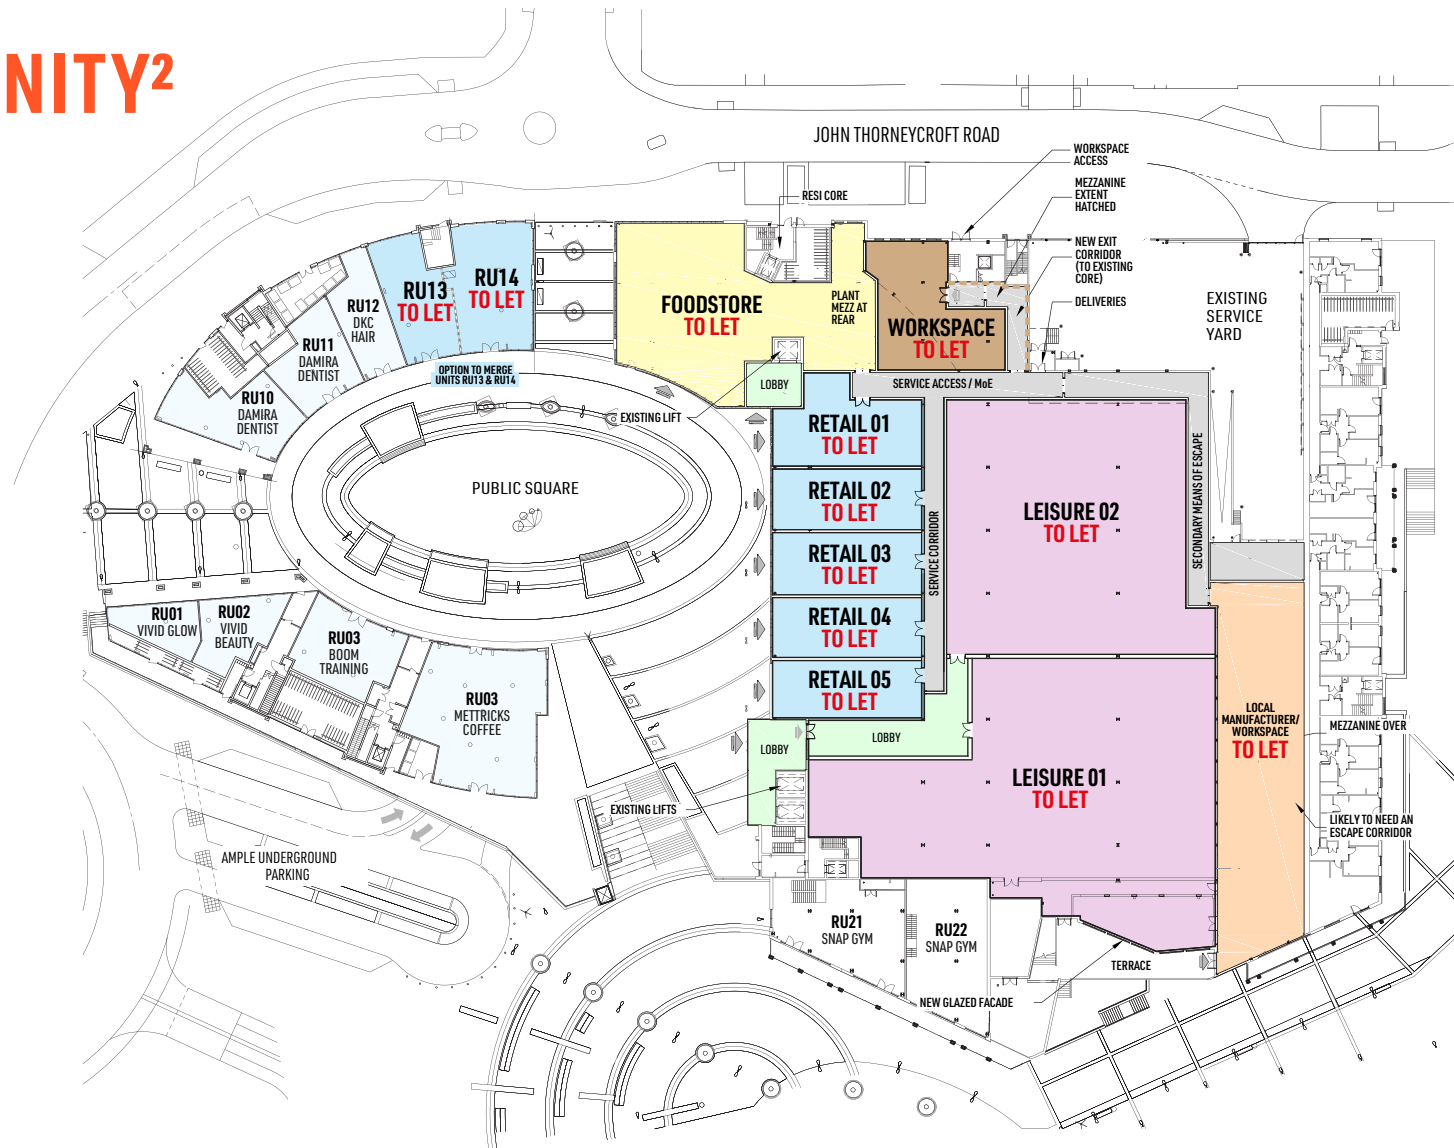 NITY²
JOHN THORNEYCROFT ROAD
WORKSPACE
ACCESS
RESI CORE
MEZZANINE
EXTENT
HATCHED
NEW EXIT
CORRIDOR
(TO EXISTING
CORE)
DELIVERIES
EXISTING
SERVICE
YARD
RU14
TO LET
RU13
TO LET
RU12
DKC
HAIR
RU11
DAMIRA
DENTIST
RU10
DAMIRA
DENTIST
OPTION TO MERGE
UNITS RU13 & RU14
FOODSTORE
TO LET
PLANT
MEZZ AT
REAR
WORKSPACE
TO LET
LOBBY
SERVICE ACCESS / MoE
EXISTING LIFT
PUBLIC SQUARE
RETAIL 01
TO LET
RETAIL 02
TO LET
RETAIL 03
TO LET
RETAIL 04
TO LET
RETAIL 05
TO LET
SERVICE CORRIDOR
LEISURE 02
TO LET
SECONDARY MEANS OF ESCAPE
RU01
VIVID GLOW
RU02
VIVID
BEAUTY
RU03
BOOM
TRAINING
RU03
METTRICKS
COFFEE
LOBBY
LOBBY
EXISTING LIFTS
LEISURE 01
TO LET
LOCAL
MANUFACTURER/
WORKSPACE
TO LET
MEZZANINE OVER
LIKELY TO NEED AN
ESCAPE CORRIDOR
AMPLE UNDERGROUND
PARKING
RU21
SNAP GYM
RU22
SNAP GYM
TERRACE
NEW GLAZED FACADE